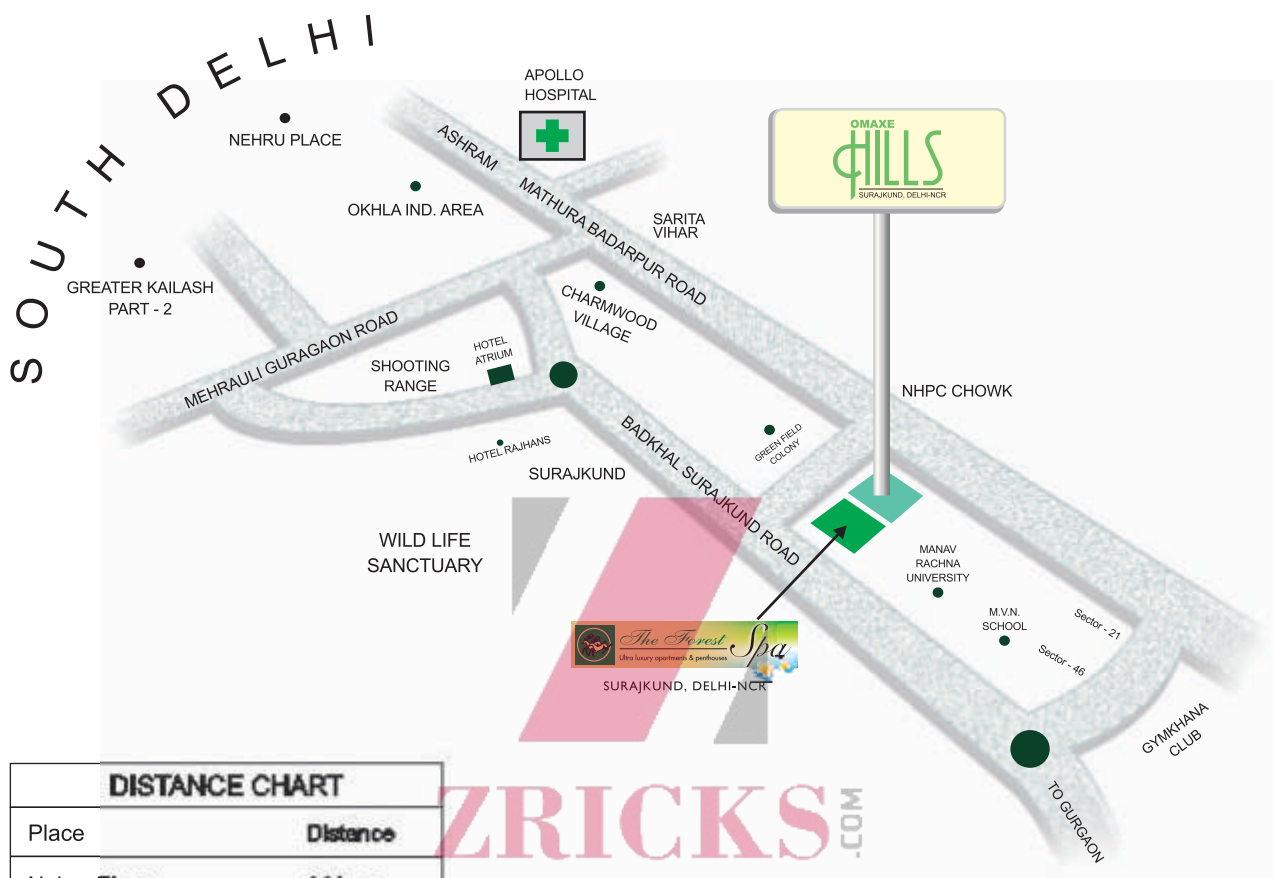 SOUTH DELHI
NEHRU PLACE
OKHLA IND. AREA
GREATER KAILASH
PART - 2
APOLLO
HOSPITAL
ASHRAM
MATHURA BADARPUR ROAD
SARITA
VIHAR
OMAXE
HILLS
SURAJKUND, DELHI-NCR
MEHRAULI GURAGAON ROAD
CHARMWOOD
VILLAGE
HOTEL
ATRIUM
SHOOTING
RANGE
HOTEL RAJHANS
SURAJKUND
BADKHAL SURAJKUND ROAD
GREEN FIELD
COLONY
NHPC CHOWK
WILD LIFE
SANCTUARY
MANAV
RACHNA
UNIVERSITY
M.V.N.
SCHOOL
Sector - 21
Sector - 46
The Forest Spa
Ultra luxury apartments & penthouses
SURAJKUND, DELHI-NCR
GYMKHANA
CLUB
TO GURGAON
DISTANCE CHART
Place Distance
ZRICKS.COM